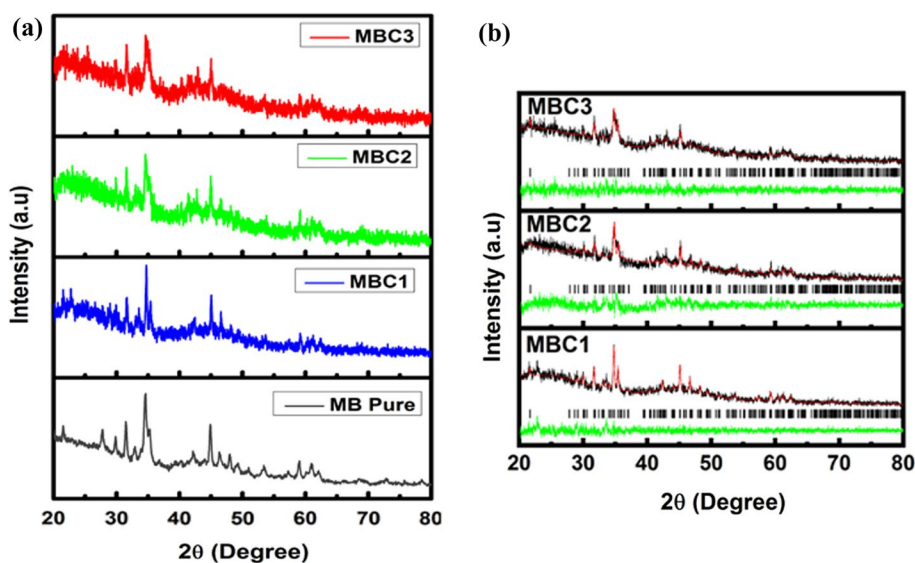 (a)
MBC3
MBC2
MBC1
MB Pure
Intensity (a.u)
20 30 40 50 60 70 80
2θ (Degree)
(b)
MBC3
MBC2
MBC1
Intensity (a.u)
20 30 40 50 60 70 80
2θ (Degree)